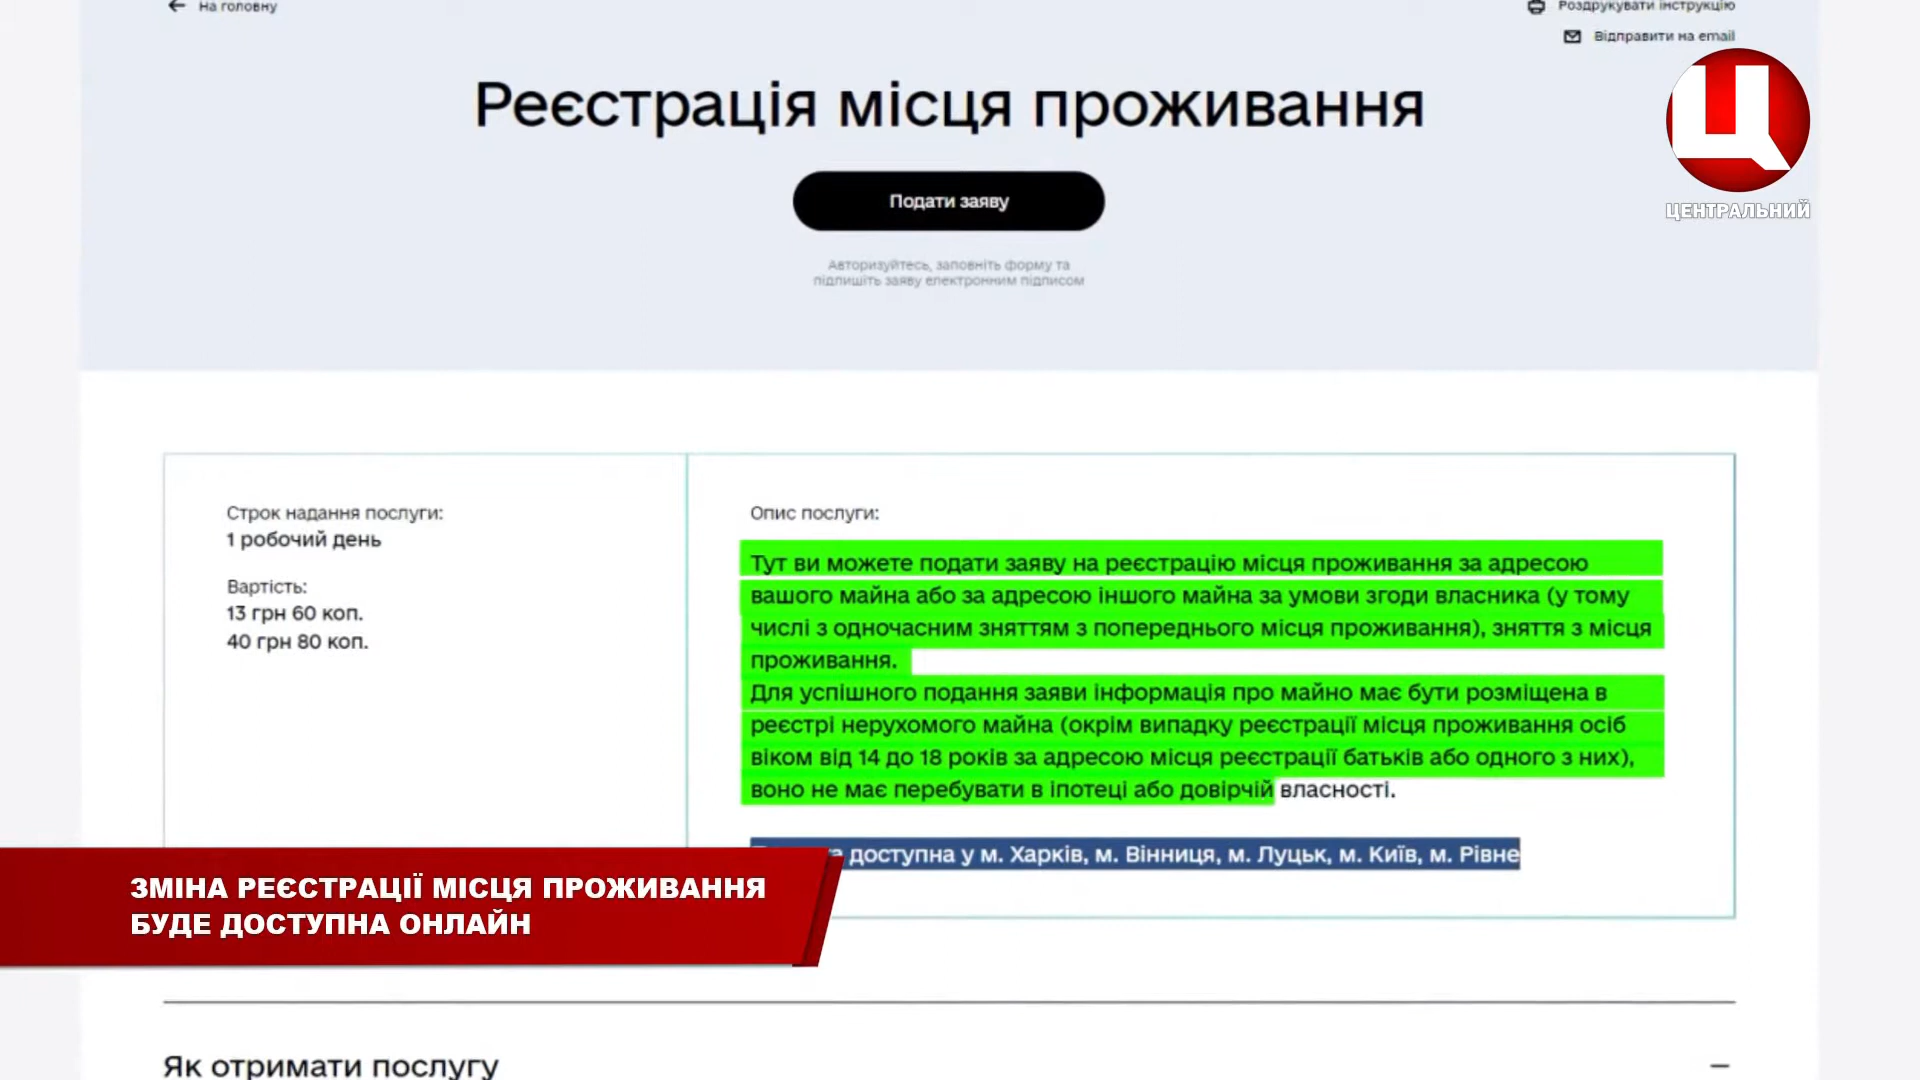 На головну
Роздрукувати інструкцію
Відправити на email
Реєстрація місця проживання
Ц
ЦЕНТРАЛЬНИЙ
Подати заяву
Авторизуйтесь, заповніть форму та
підпишіть заяву електронним підписом
Строк надання послуги:
1 робочий день
Вартість:
13 грн 60 коп.
40 грн 80 коп.
Опис послуги:
Тут ви можете подати заяву на реєстрацію місця проживання за адресою
вашого майна або за адресою іншого майна за умови згоди власника (у тому
числі з одночасним зняттям з попереднього місця проживання), зняття з місця
проживання.
Для успішного подання заяви інформація про майно має бути розміщена в
реєстрі нерухомого майна (окрім випадку реєстрації місця проживання осіб
віком від 14 до 18 років за адресою місця реєстрації батьків або одного з них),
воно не має перебувати в іпотеці або довірчій власності.
доступна у м. Харків, м. Вінниця, м. Луцьк, м. Київ, м. Рівне
ЗМІНА РЕЄСТРАЦІЇ МІСЦЯ ПРОЖИВАННЯ
БУДЕ ДОСТУПНА ОНЛАЙН
Як отримати послугу